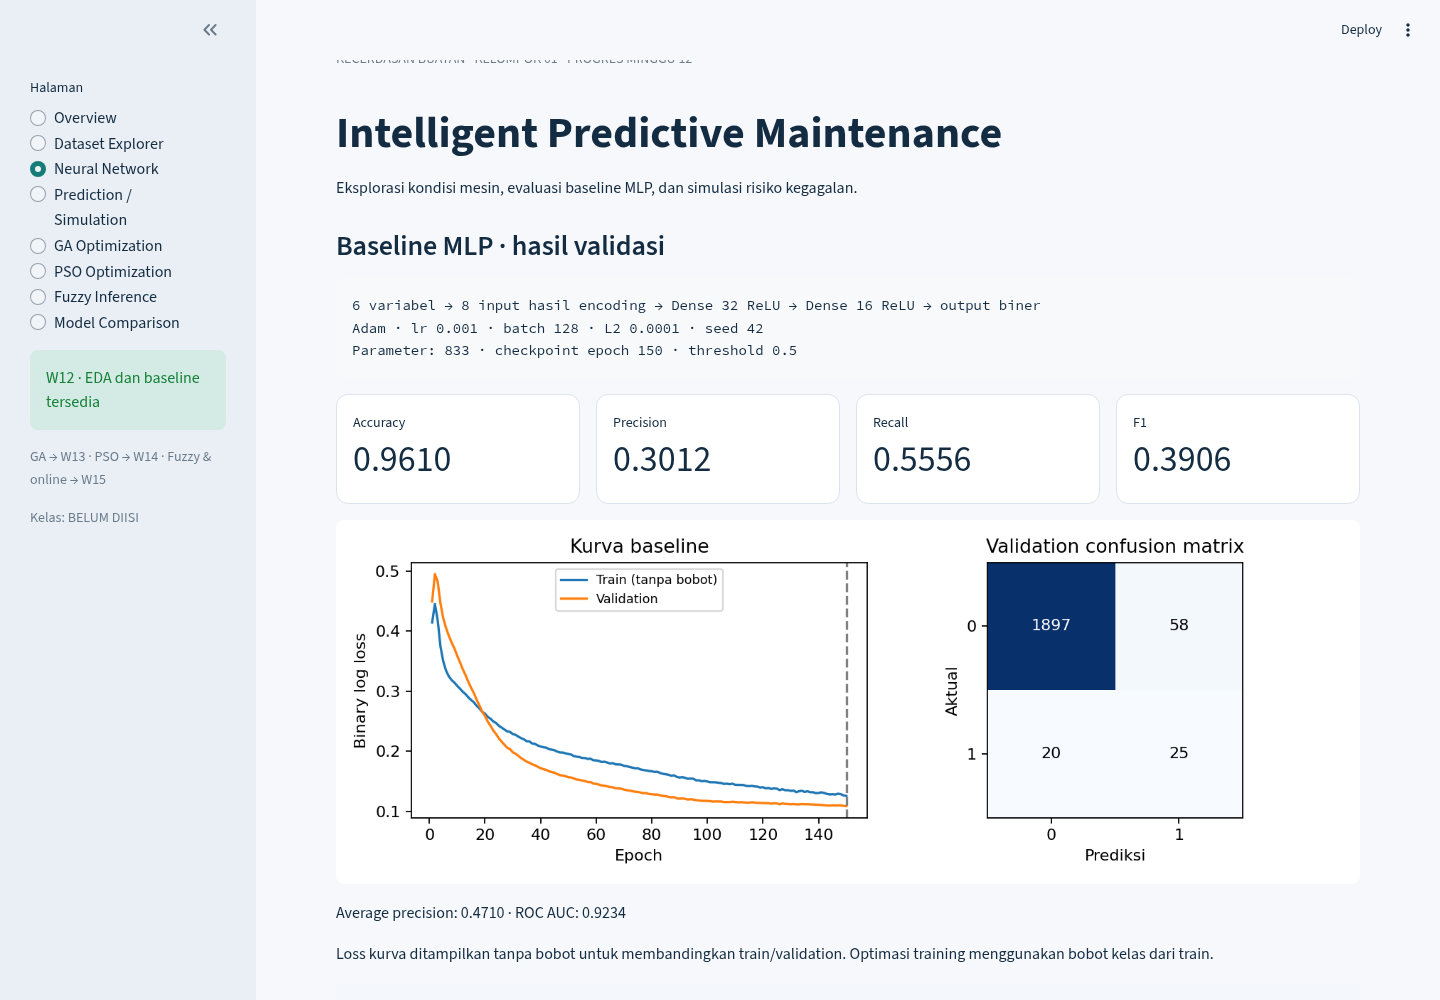 Deploy
Halaman
Overview
Dataset Explorer
Neural Network
Prediction /
Simulation
GA Optimization
PSO Optimization
Fuzzy Inference
Model Comparison
W12 · EDA dan baseline
tersedia
GA → W13 · PSO → W14 · Fuzzy &
online → W15
Kelas: BELUM DIISI
KECERDASAN BUATAN · KELOMPOK 01 · PROGRES MINGGU 12
Intelligent Predictive Maintenance
Eksplorasi kondisi mesin, evaluasi baseline MLP, dan simulasi risiko kegagalan.
Baseline MLP · hasil validasi
6 variabel → 8 input hasil encoding → Dense 32 ReLU → Dense 16 ReLU → output biner
Adam · lr 0.001 · batch 128 · L2 0.0001 · seed 42
Parameter: 833 · checkpoint epoch 150 · threshold 0.5
Accuracy
0.9610
Precision
0.3012
Recall
0.5556
F1
0.3906
Kurva baseline
Train (tanpa bobot)
Validation
Binary log loss
0.5
0.4
0.3
0.2
0.1
0 20 40 60 80 100 120 140
Epoch
Validation confusion matrix
Aktual
0
1897 58
1
20 25
0 1
Prediksi
Average precision: 0.4710 · ROC AUC: 0.9234
Loss kurva ditampilkan tanpa bobot untuk membandingkan train/validation. Optimasi training menggunakan bobot kelas dari train.